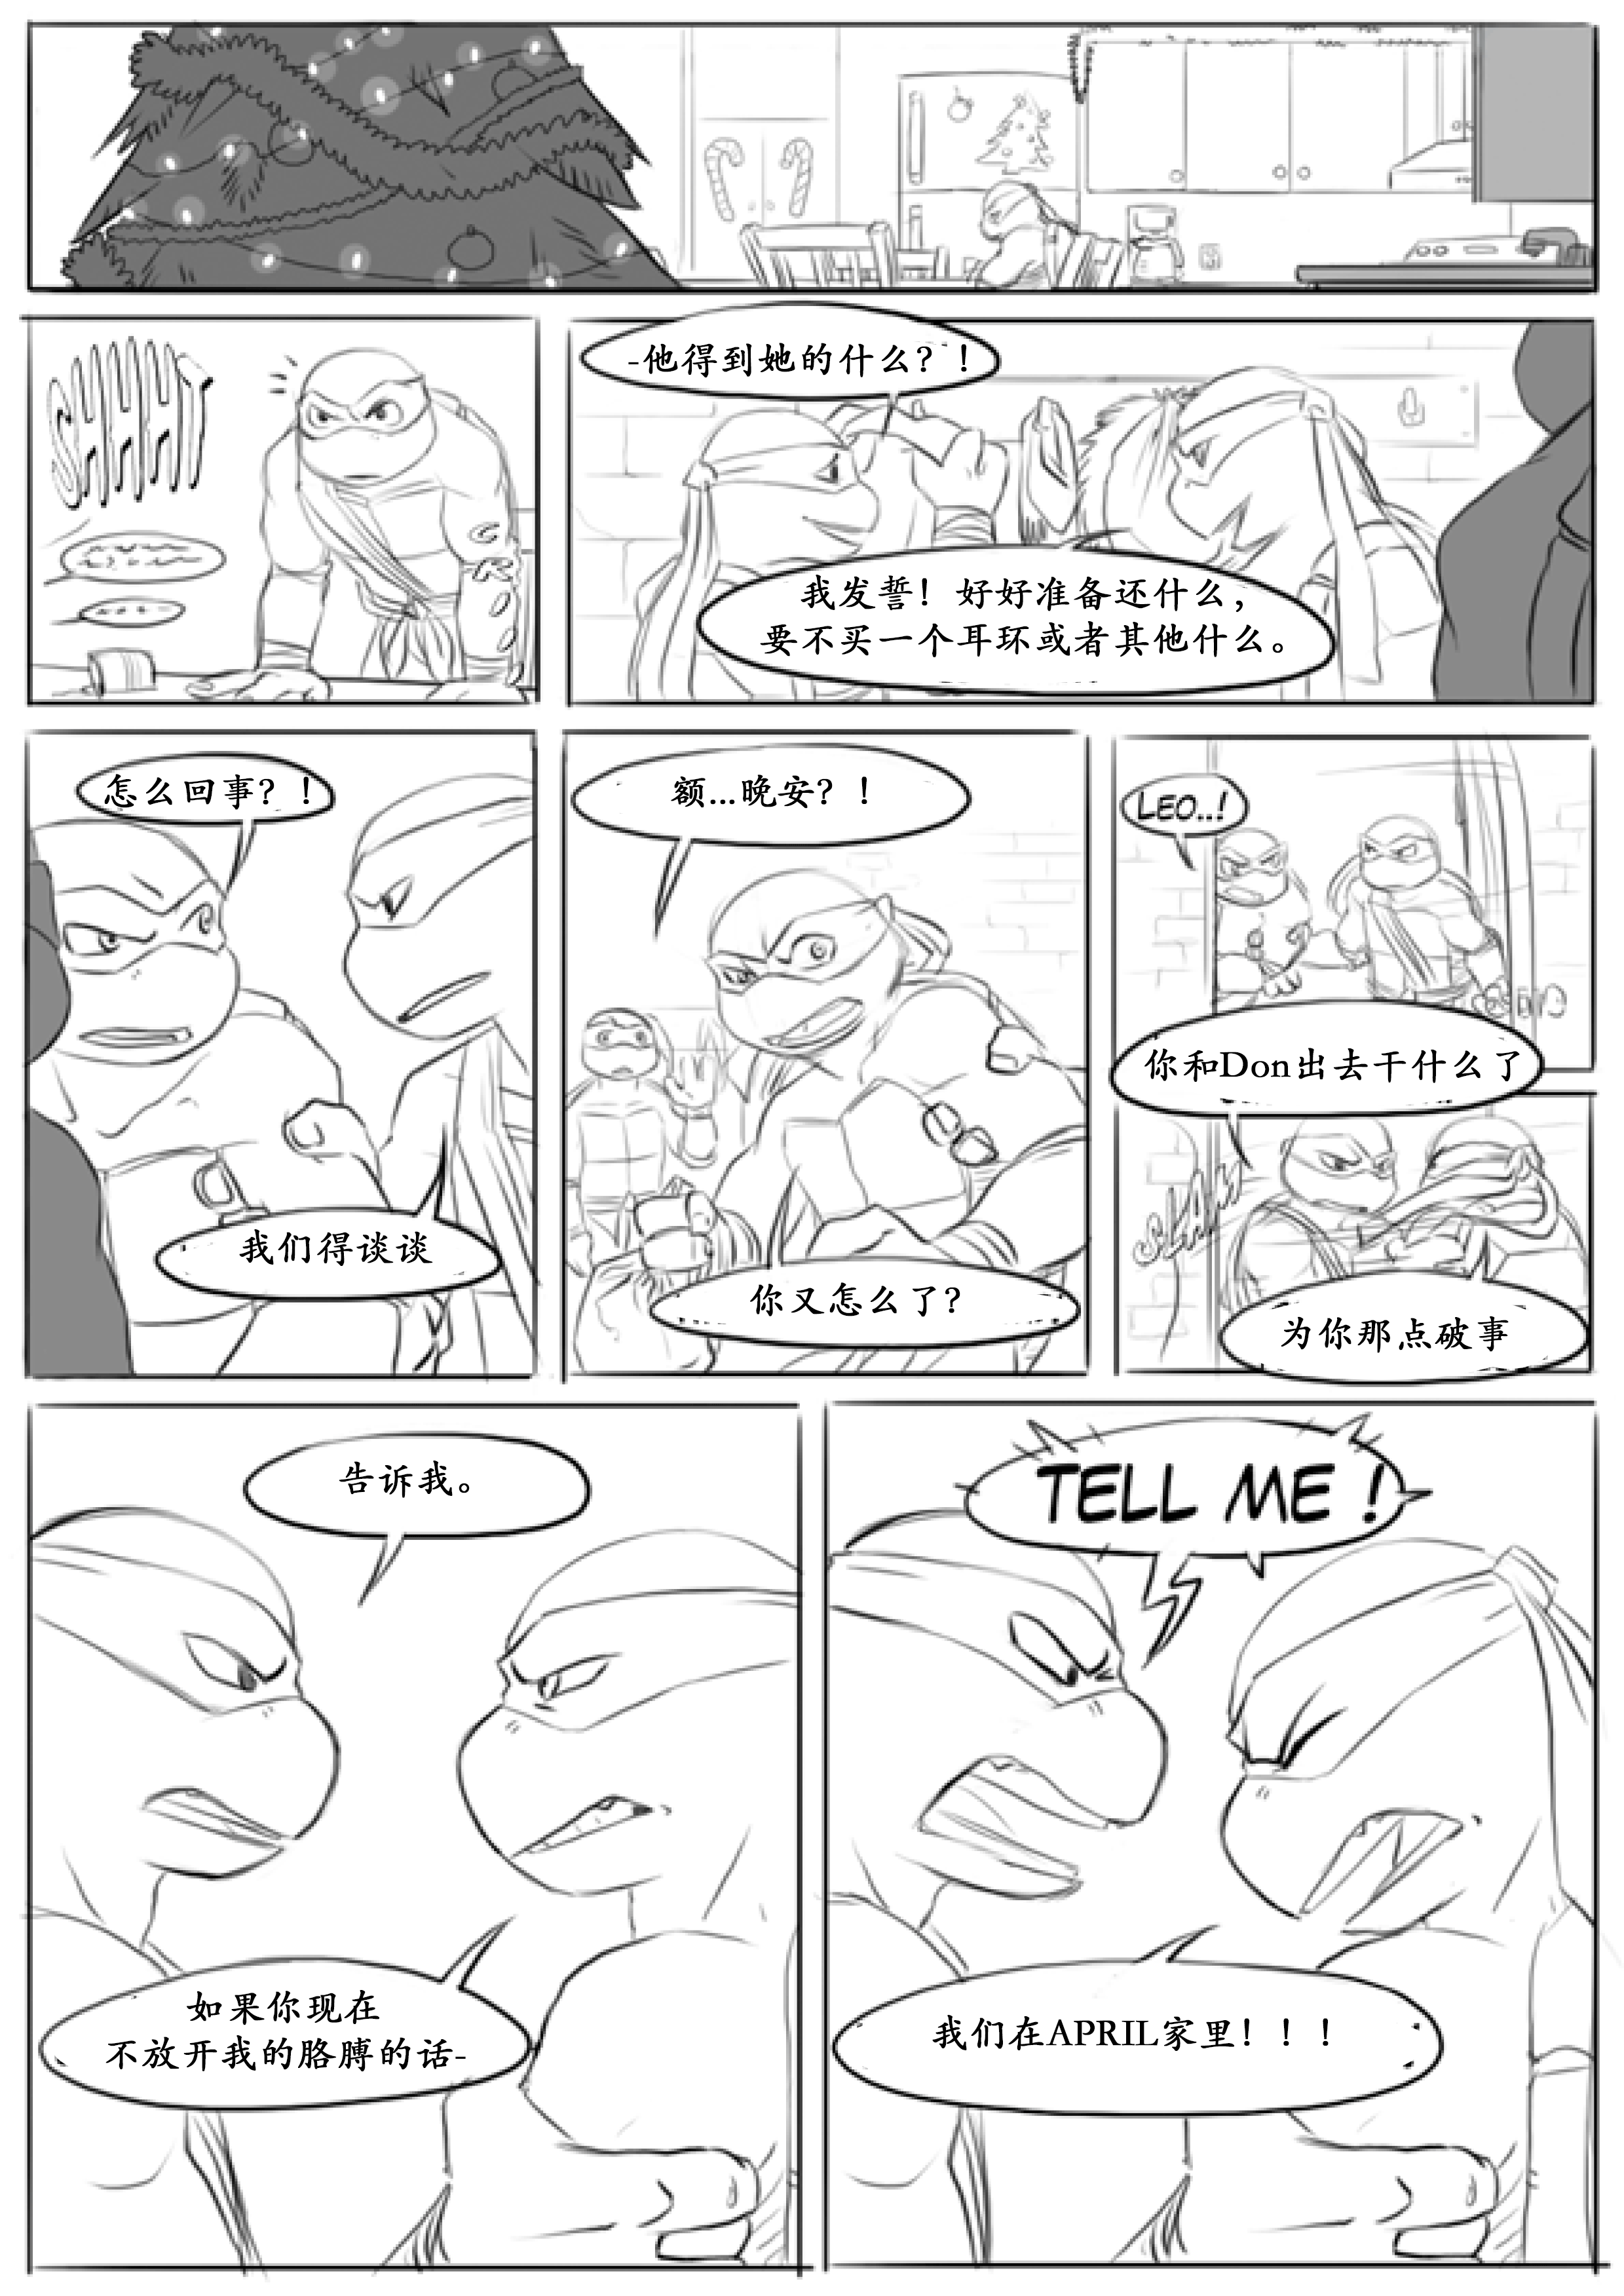 SHHHT
CROO
-他得到她的什么？！
我发誓！好好准备还什么，
要不买一个耳环或者其他什么。
怎么回事？！
我们得谈谈
额...晚安？！
你又怎么了？
LEO..!
你和Don出去干什么了
SLAM
为你那点破事
告诉我。
如果你现在
不放开我的胳膊的话-
TELL ME !
我们在APRIL家里！！！